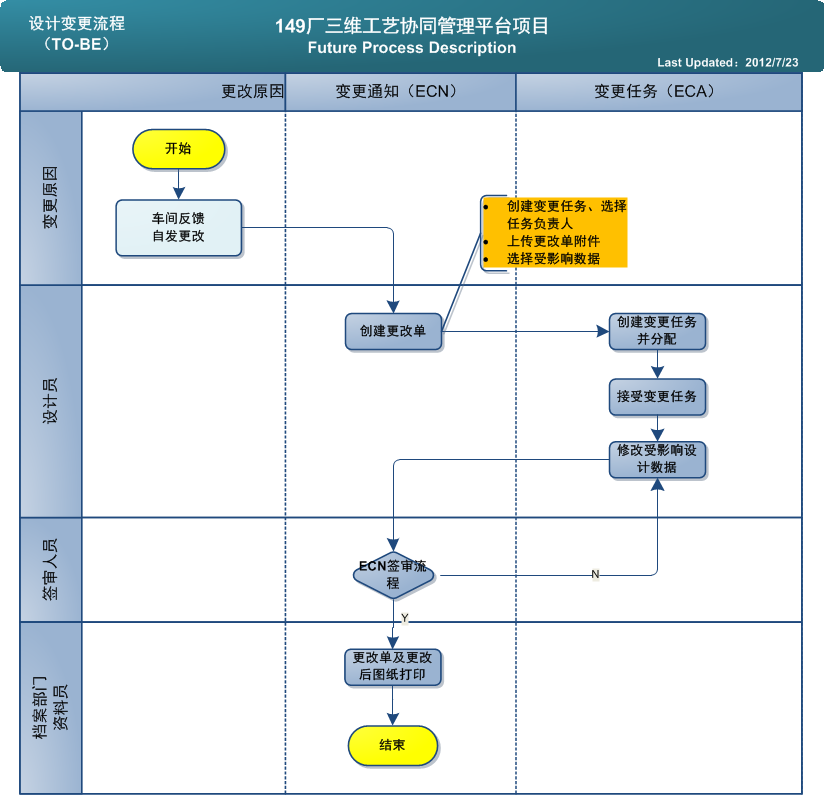 设计变更流程
（TO-BE）
149厂三维工艺协同管理平台项目
Future Process Description
Last Updated：2012/7/23
更改原因
变更通知（ECN）
变更任务（ECA）
变更原因
开始
车间反馈
自发更改
创建变更任务、选择
任务负责人
上传更改单附件
选择受影响数据
设计员
创建更改单
创建变更任务
并分配
接受变更任务
修改受影响设
计数据
签审人员
ECN签审流
程
N
Y
档案部门
资料员
更改单及更改
后图纸打印
结束